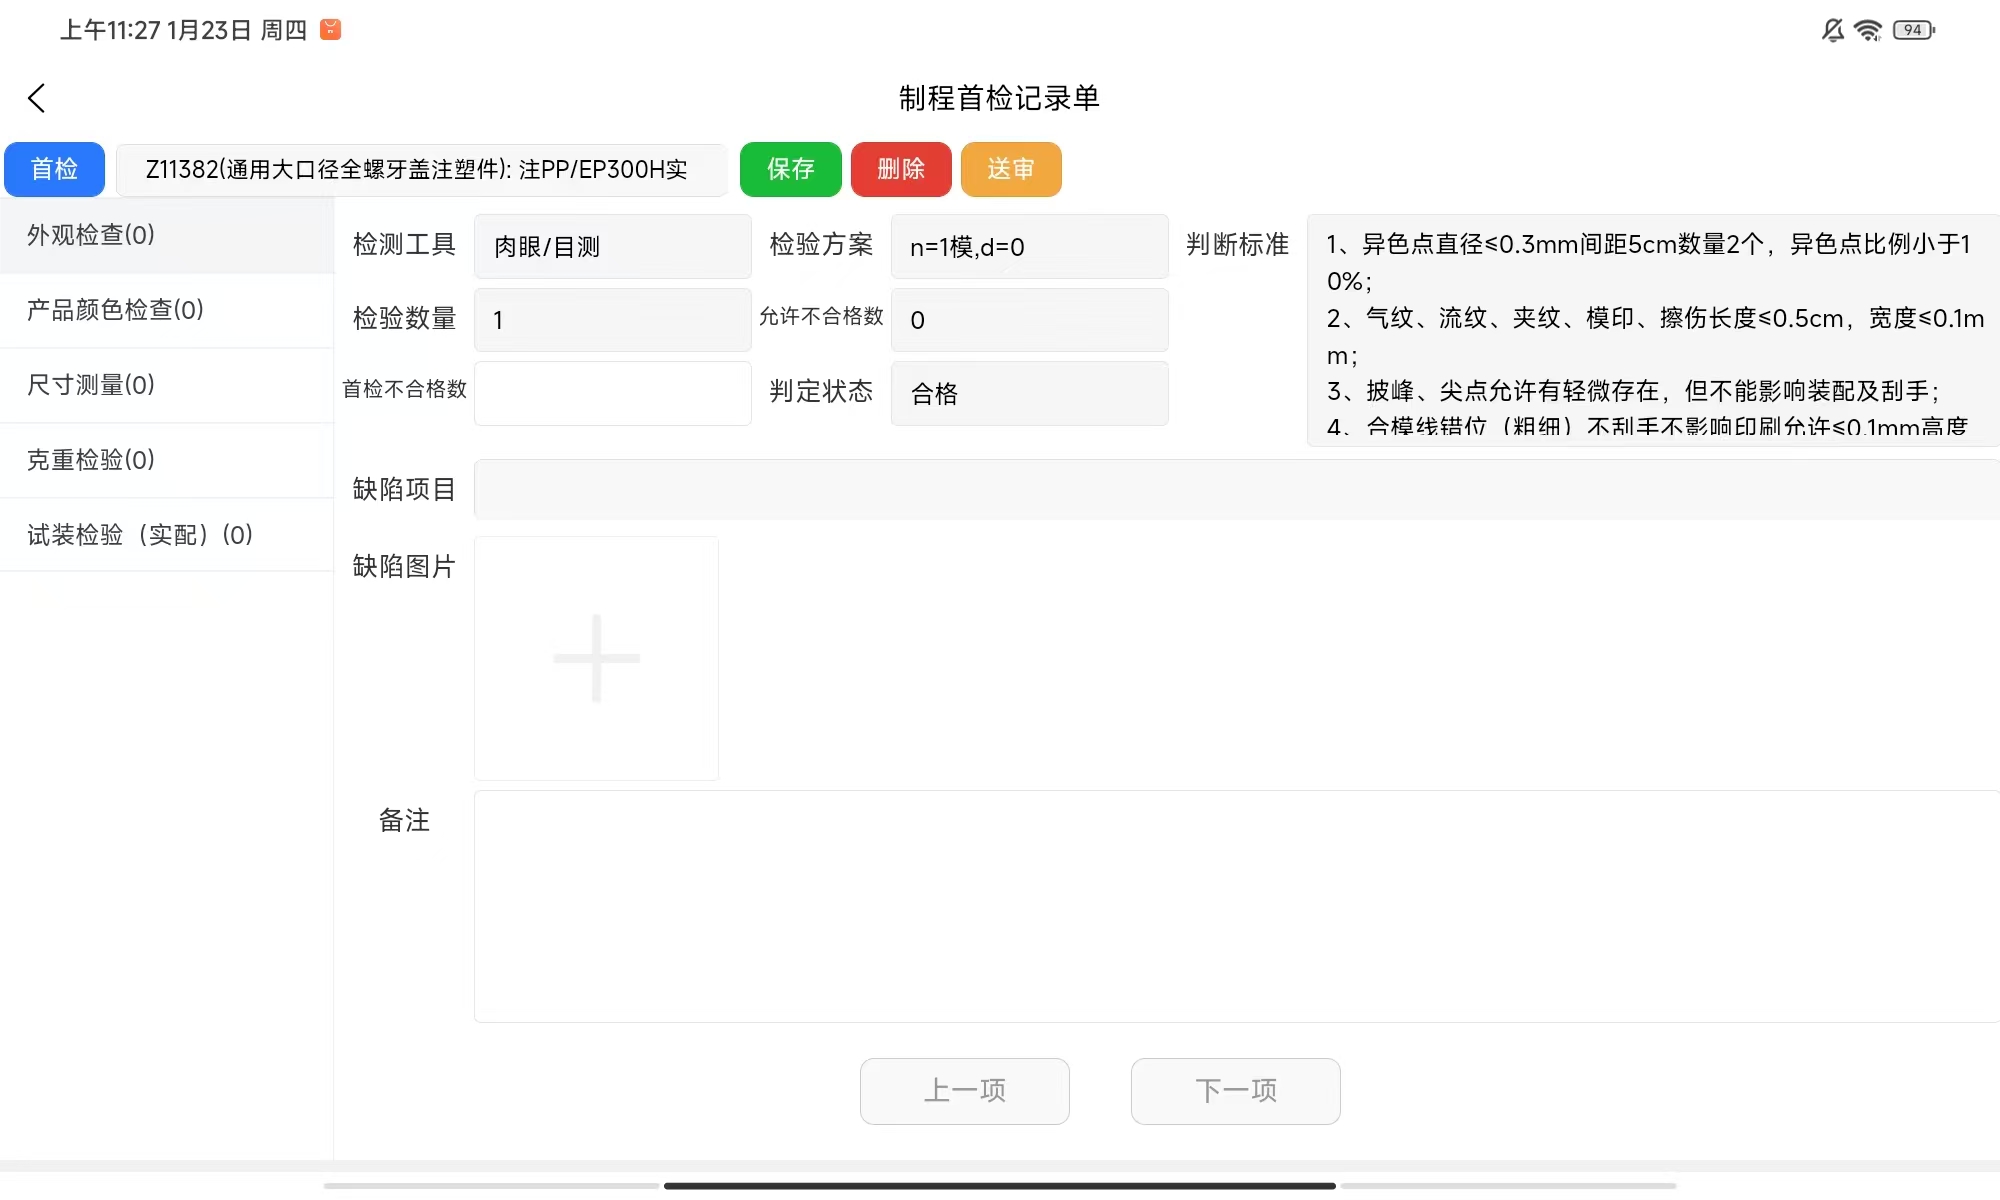 上午11:27 1月23日 周四
94
制程首检记录单
首检
Z11382(通用大口径全螺牙盖注塑件): 注PP/EP300H实
保存
删除
送审
外观检查(0)
产品颜色检查(0)
尺寸测量(0)
克重检验(0)
试装检验（实配）(0)
检测工具
肉眼/目测
检验方案
n=1模,d=0
判断标准
1、异色点直径≤0.3mm间距5cm数量2个，异色点比例小于1
0%；
2、气纹、流纹、夹纹、模印、擦伤长度≤0.5cm，宽度≤0.1m
m；
3、披峰、尖点允许有轻微存在，但不能影响装配及刮手；
4、合模线错位（粗细）不刮手不影响印刷允许≤0.1mm高度
检验数量
1
允许不合格数
0
首检不合格数
判定状态
合格
缺陷项目
缺陷图片
备注
上一项
下一项